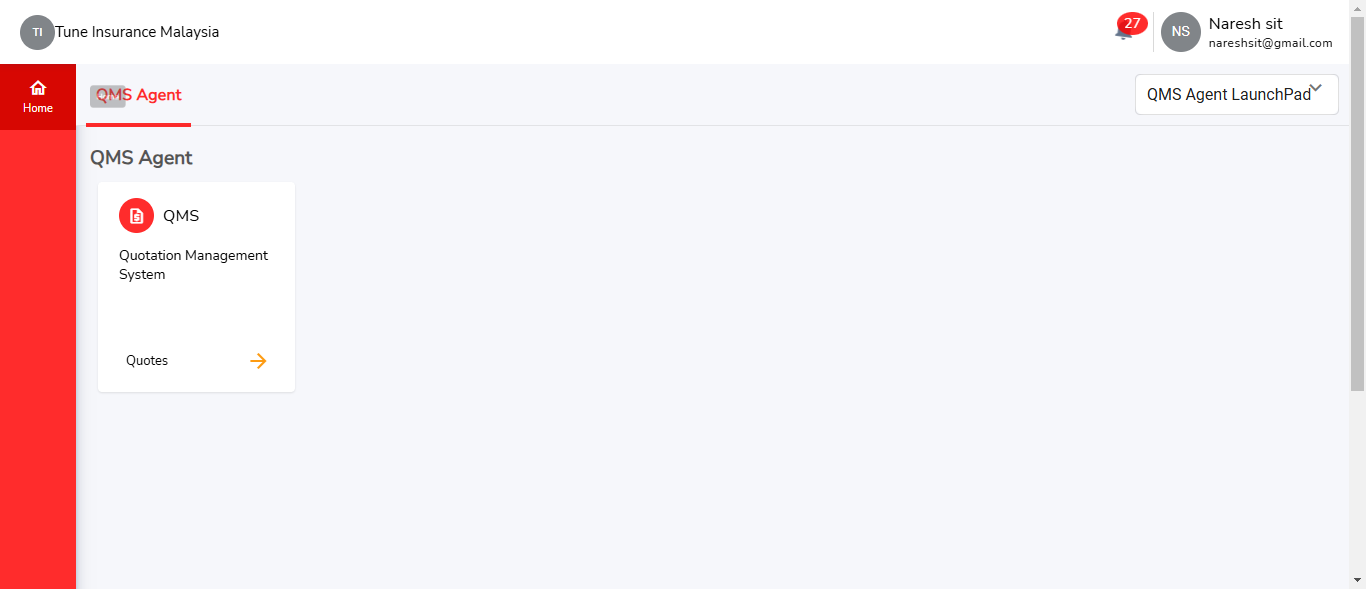 TI
Tune Insurance Malaysia
27
NS
Naresh sit
nareshsit@gmail.com
Home
QMS Agent
QMS Agent LaunchPad
QMS Agent
QMS
Quotation Management
System
Quotes